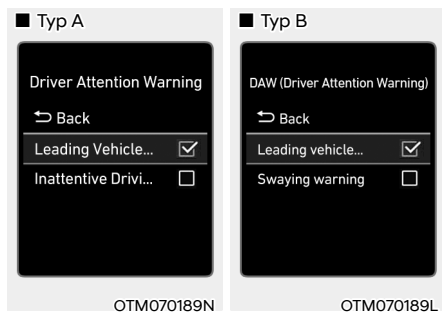 ■ Typ A
Driver Attention Warning
Back
Leading Vehicle...
Inattentive Drivi...
OTM070189N
■ Typ B
DAW (Driver Attention Warning)
Back
Leading vehicle...
Swaying warning
OTM070189L